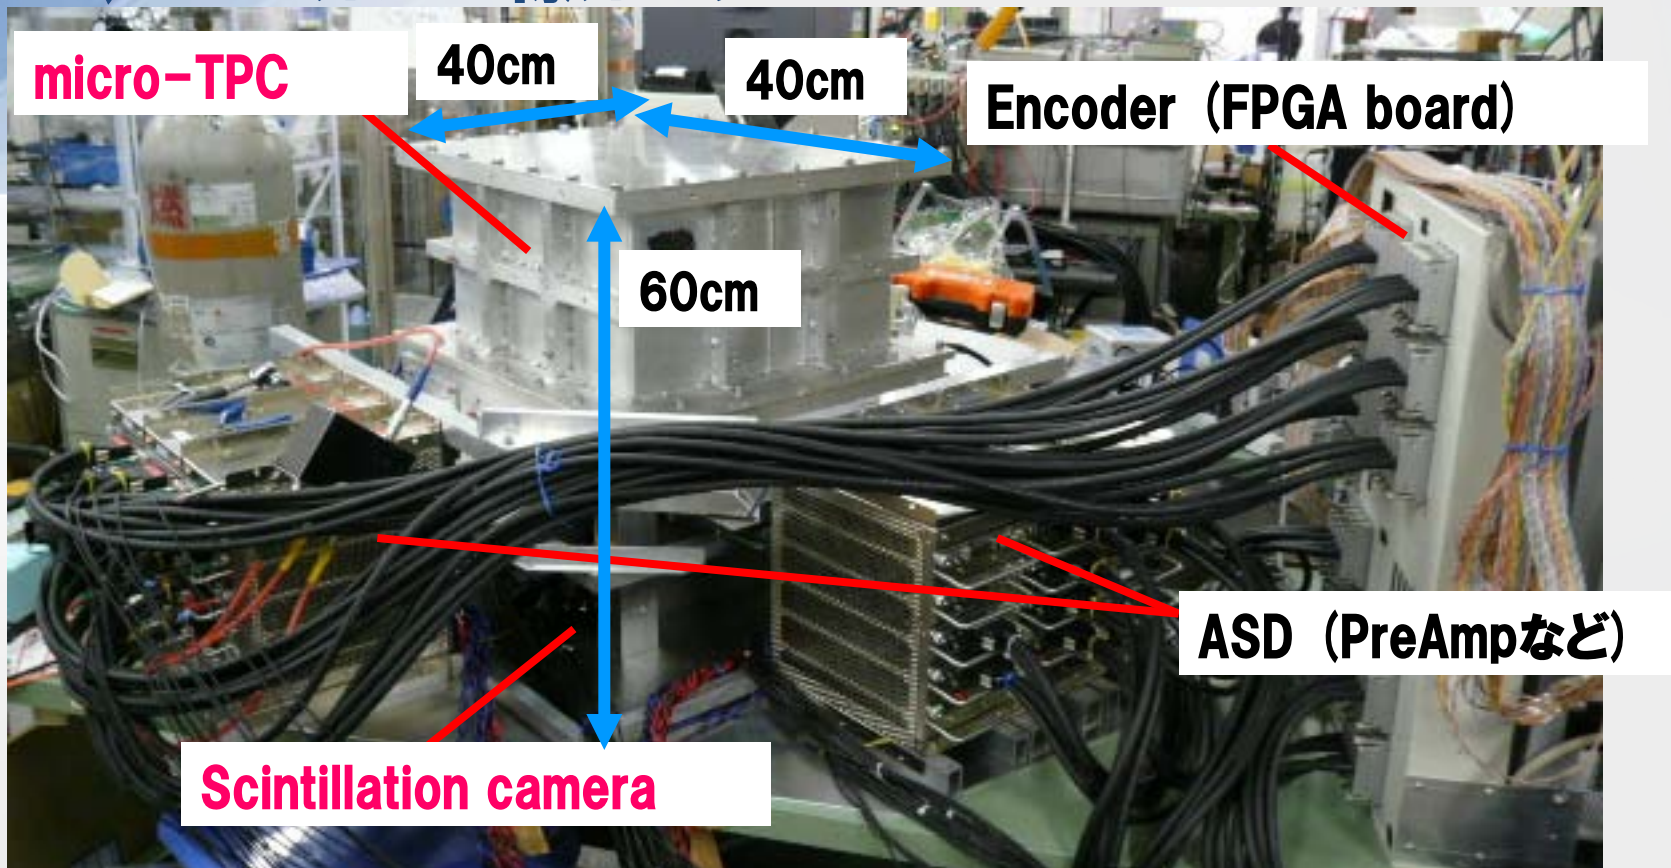 micro-TPC
40cm
40cm
Encoder (FPGA board)
60cm
ASD (PreAmpなど)
Scintillation camera